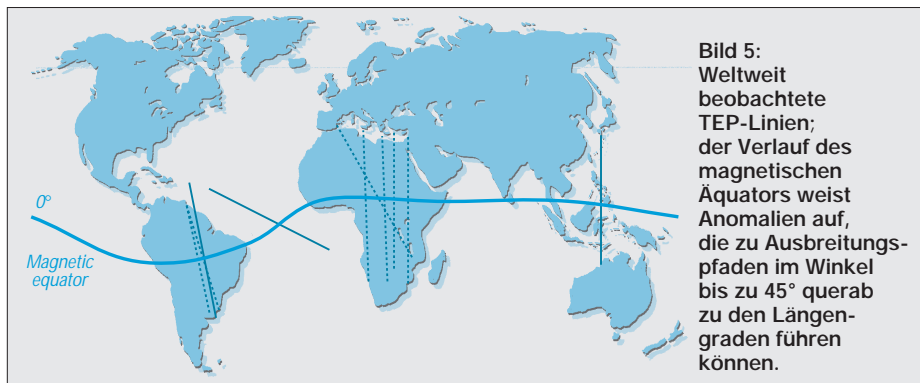 0°
Magnetic
equator
Bild 5:
Weltweit
beobachtete
TEP-Linien;
der Verlauf des
magnetischen
Äquators weist
Anomalien auf,
die zu Ausbreitungs-
pfaden im Winkel
bis zu 45° querab
zu den Längen-
graden führen
können.